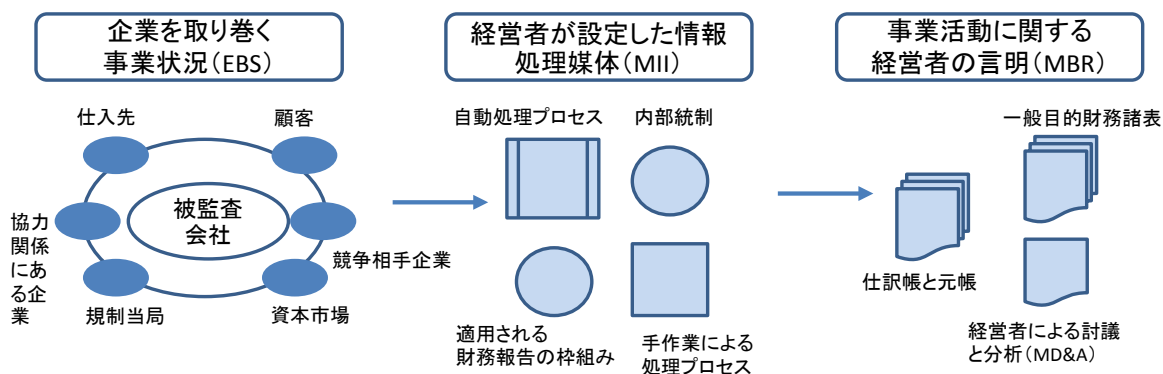 企業を取り巻く
事業状況（EBS）
仕入先
顧客
被監査
会社
協力
関係
にあ
る企
業
競争相手企業
規制当局
資本市場
経営者が設定した情報
処理媒体（MII）
自動処理プロセス
内部統制
適用される
財務報告の枠組み
手作業による
処理プロセス
事業活動に関する
経営者の言明（MBR）
一般目的財務諸表
仕訳帳と元帳
経営者による討議
と分析（MD&A）